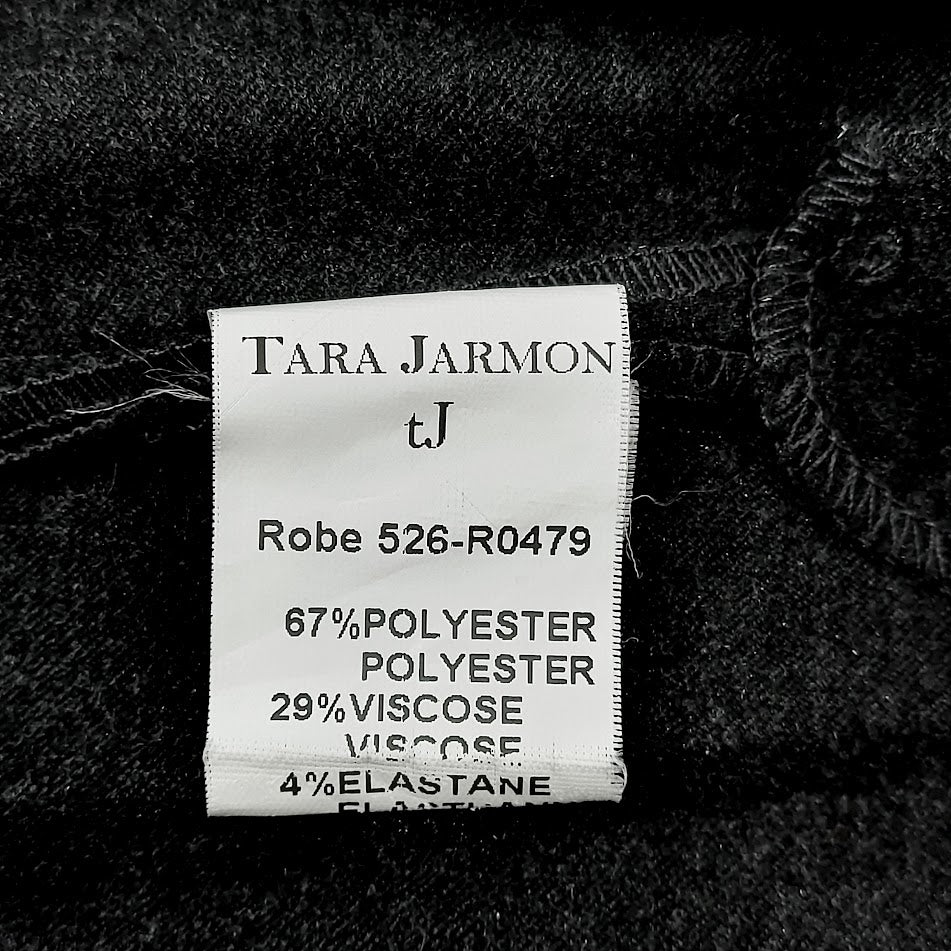 TARA JARMON
tJ
Robe 526-R0479
67%POLYESTER
POLYESTER
29%VISCOSE
VISCOSE
4%ELASTANE